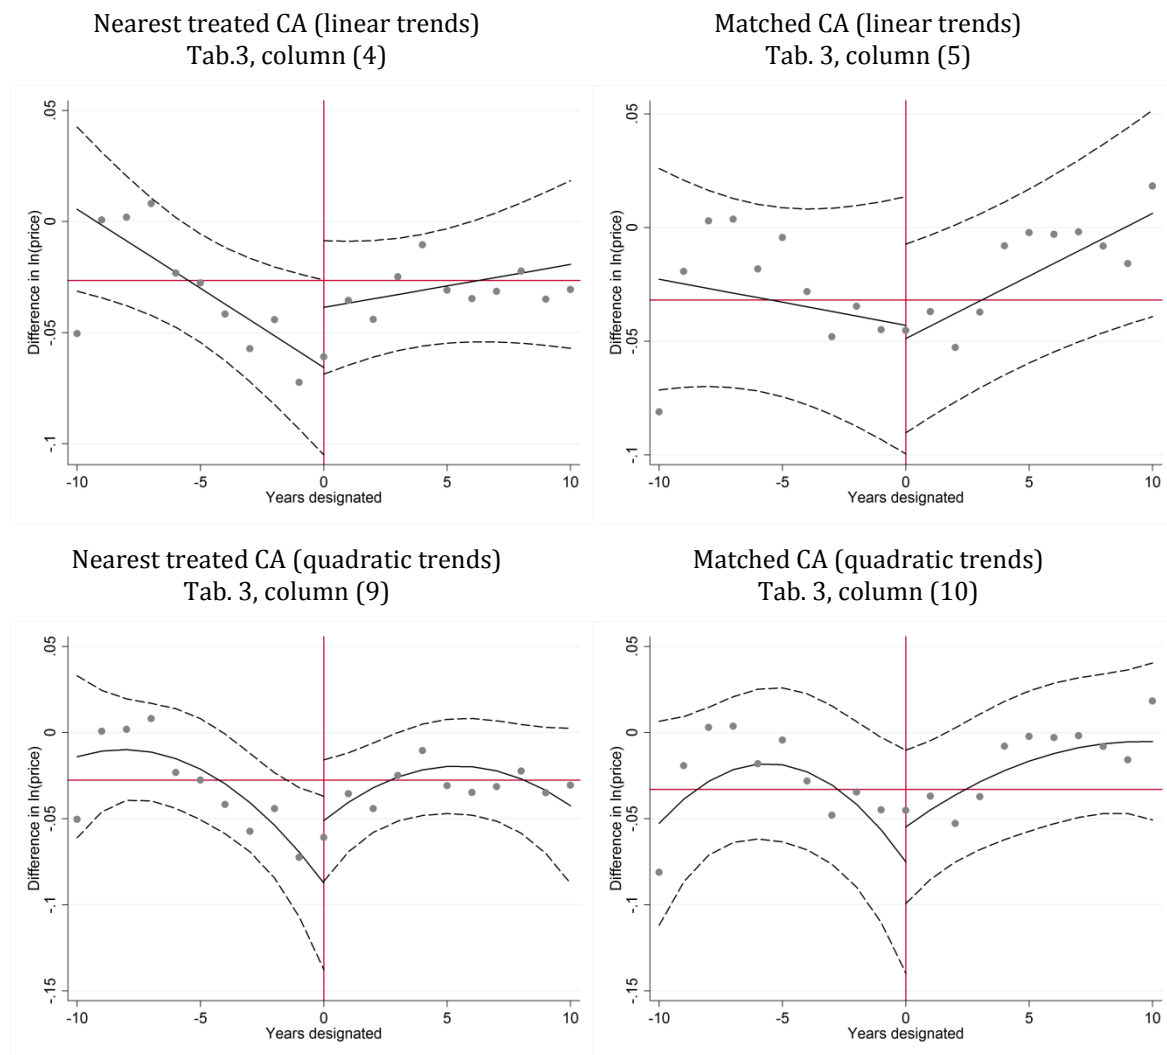 Nearest treated CA (linear trends)
Tab.3, column (4)
Matched CA (linear trends)
Tab. 3, column (5)
Difference in ln(price)
.05
0
-.05
-.1
-10
-5
0
5
10
Years designated
Difference in ln(price)
.05
0
-.05
-.1
-10
-5
0
5
10
Years designated
Nearest treated CA (quadratic trends)
Tab. 3, column (9)
Matched CA (quadratic trends)
Tab. 3, column (10)
Difference in ln(price)
.05
0
-.05
-.1
-.15
-10
-5
0
5
10
Years designated
Difference in ln(price)
.05
0
-.05
-.1
-.15
-10
-5
0
5
10
Years designated